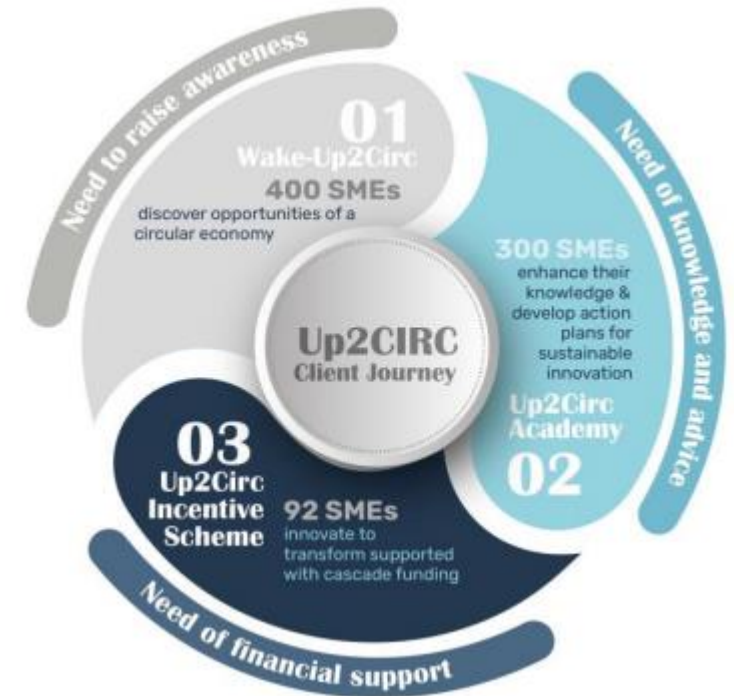 Need to raise awareness
01
Wake-Up2Circ
400 SMEs
discover opportunities of a
circular economy
Need of knowledge and advice
300 SMEs
enhance their
knowledge &
develop action
plans for
sustainable
innovation
Up2Circ
Academy
02
Up2CIRC
Client Journey
03
Up2Circ
Incentive
Scheme
92 SMEs
innovate to
transform supported
with cascade funding
Need of financial support